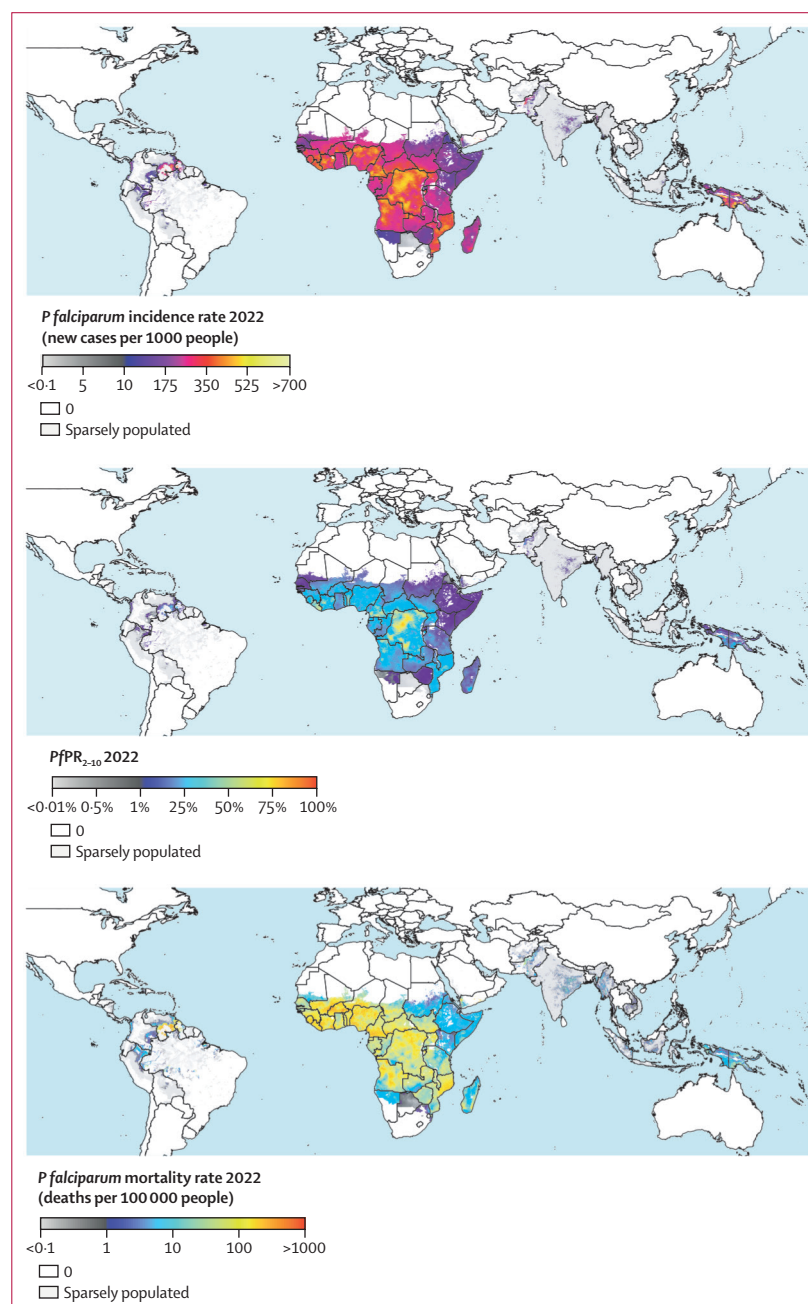 P falciparum incidence rate 2022
(new cases per 1000 people)
<0·1 5 10 175 350 525 >700
0
Sparsely populated
PfPR2–10 2022
<0·01% 0·5% 1% 25% 50% 75% 100%
0
Sparsely populated
P falciparum mortality rate 2022
(deaths per 100 000 people)
<0·1 1 10 100 >1000
0
Sparsely populated